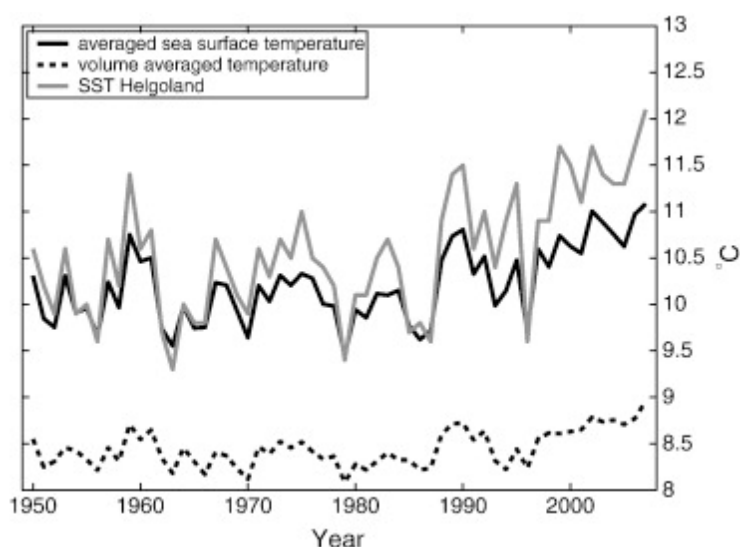 averaged sea surface temperature
volume averaged temperature
SST Helgoland
13
12.5
12
11.5
11
10.5
10
9.5
9
8.5
8
°C
1950 1960 1970 1980 1990 2000
Year